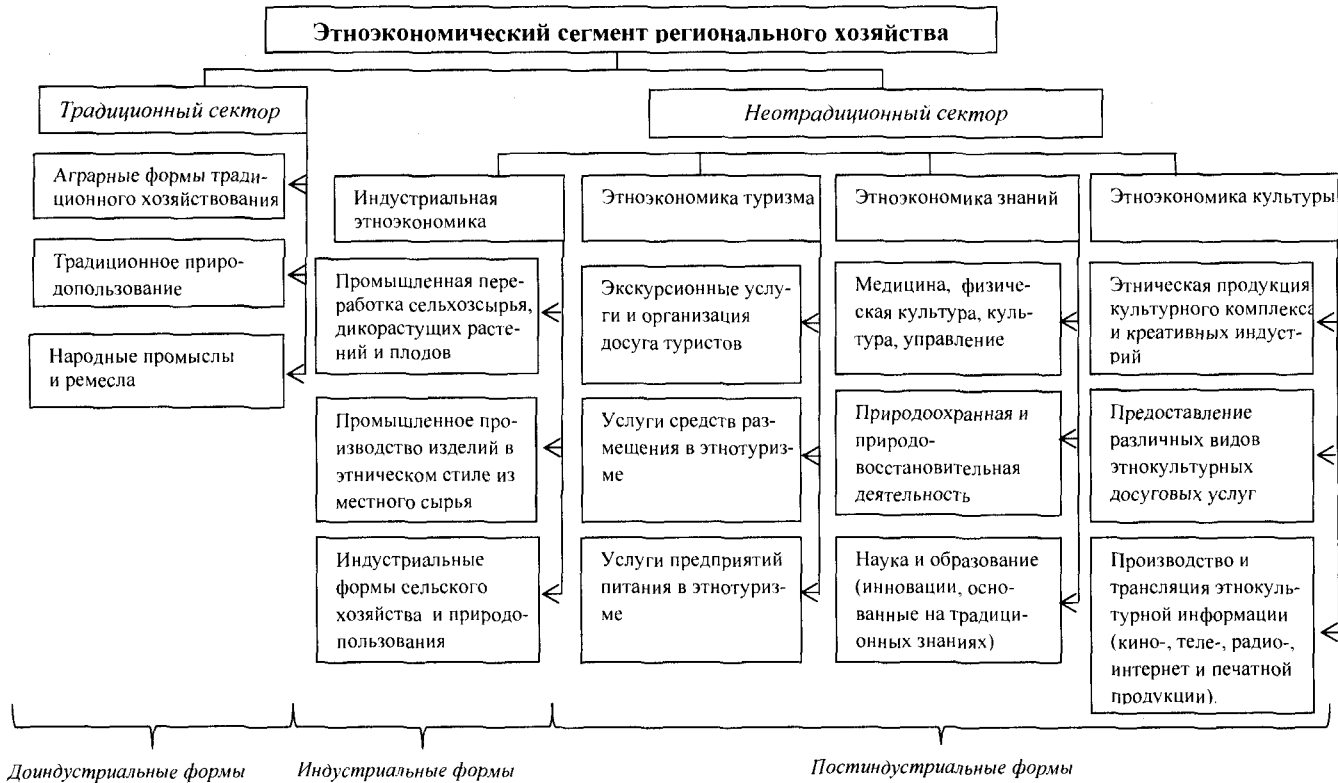 Этноэкономический сегмент регионального хозяйства
Традиционный сектор
Неотрадиционный сектор
Аграрные формы тради-
ционного хозяйствования
Традиционное приро-
допользование
Народные промыслы
и ремесла
Индустриальная
этноэкономика
Промышленная пере-
работка сельхозсырья,
дикорастущих расте-
ний и плодов
Промышленное про-
изводство изделий в
этническом стиле из
местного сырья
Индустриальные
формы сельского
хозяйства и природо-
пользования
Этноэкономика туризма
Экскурсионные услу-
ги и организация
досуга туристов
Услуги средств раз-
мещения в этнотуриз-
ме
Услуги предприятий
питания в этнотуриз-
ме
Этноэкономика знаний
Медицина, физиче-
ская культура, куль-
тура, управление
Природоохранная и
природо-
восстановительная
деятельность
Наука и образование
(инновации, осно-
ванные на традици-
онных знаниях)
Этноэкономика культуры
Этническая продукция
культурного комплекса
и креативных индуст-
рий
Предоставление
различных видов
этнокультурных
досуговых услуг
Производство и
трансляция этнокуль-
турной информации
(кино-, теле-, радио-,
интернет и печатной
продукции).
Доиндустриальные формы
Индустриальные формы
Постиндустриальные формы